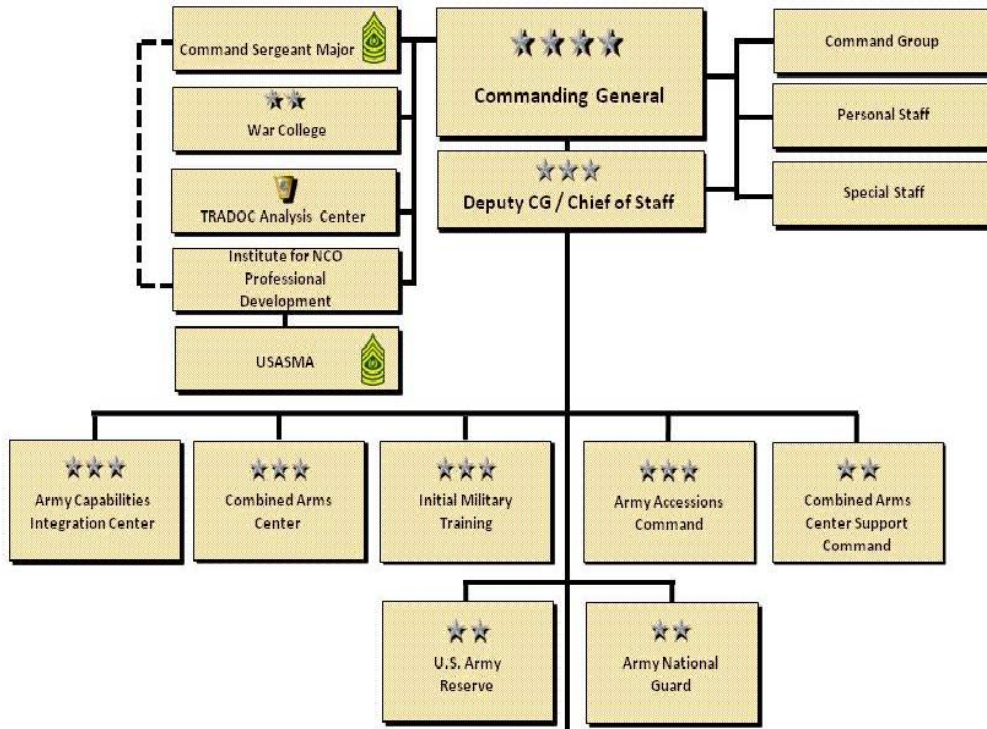 Command Sergeant Major
Commanding General
Command Group
War College
Personal Staff
Deputy CG / Chief of Staff
Special Staff
TRADOC Analysis Center
Institute for NCO
Professional
Development
USASMA
Army Capabilities
Integration Center
Combined Arms
Center
Initial Military
Training
Army Accessions
Command
Combined Arms
Center Support
Command
U.S. Army
Reserve
Army National
Guard